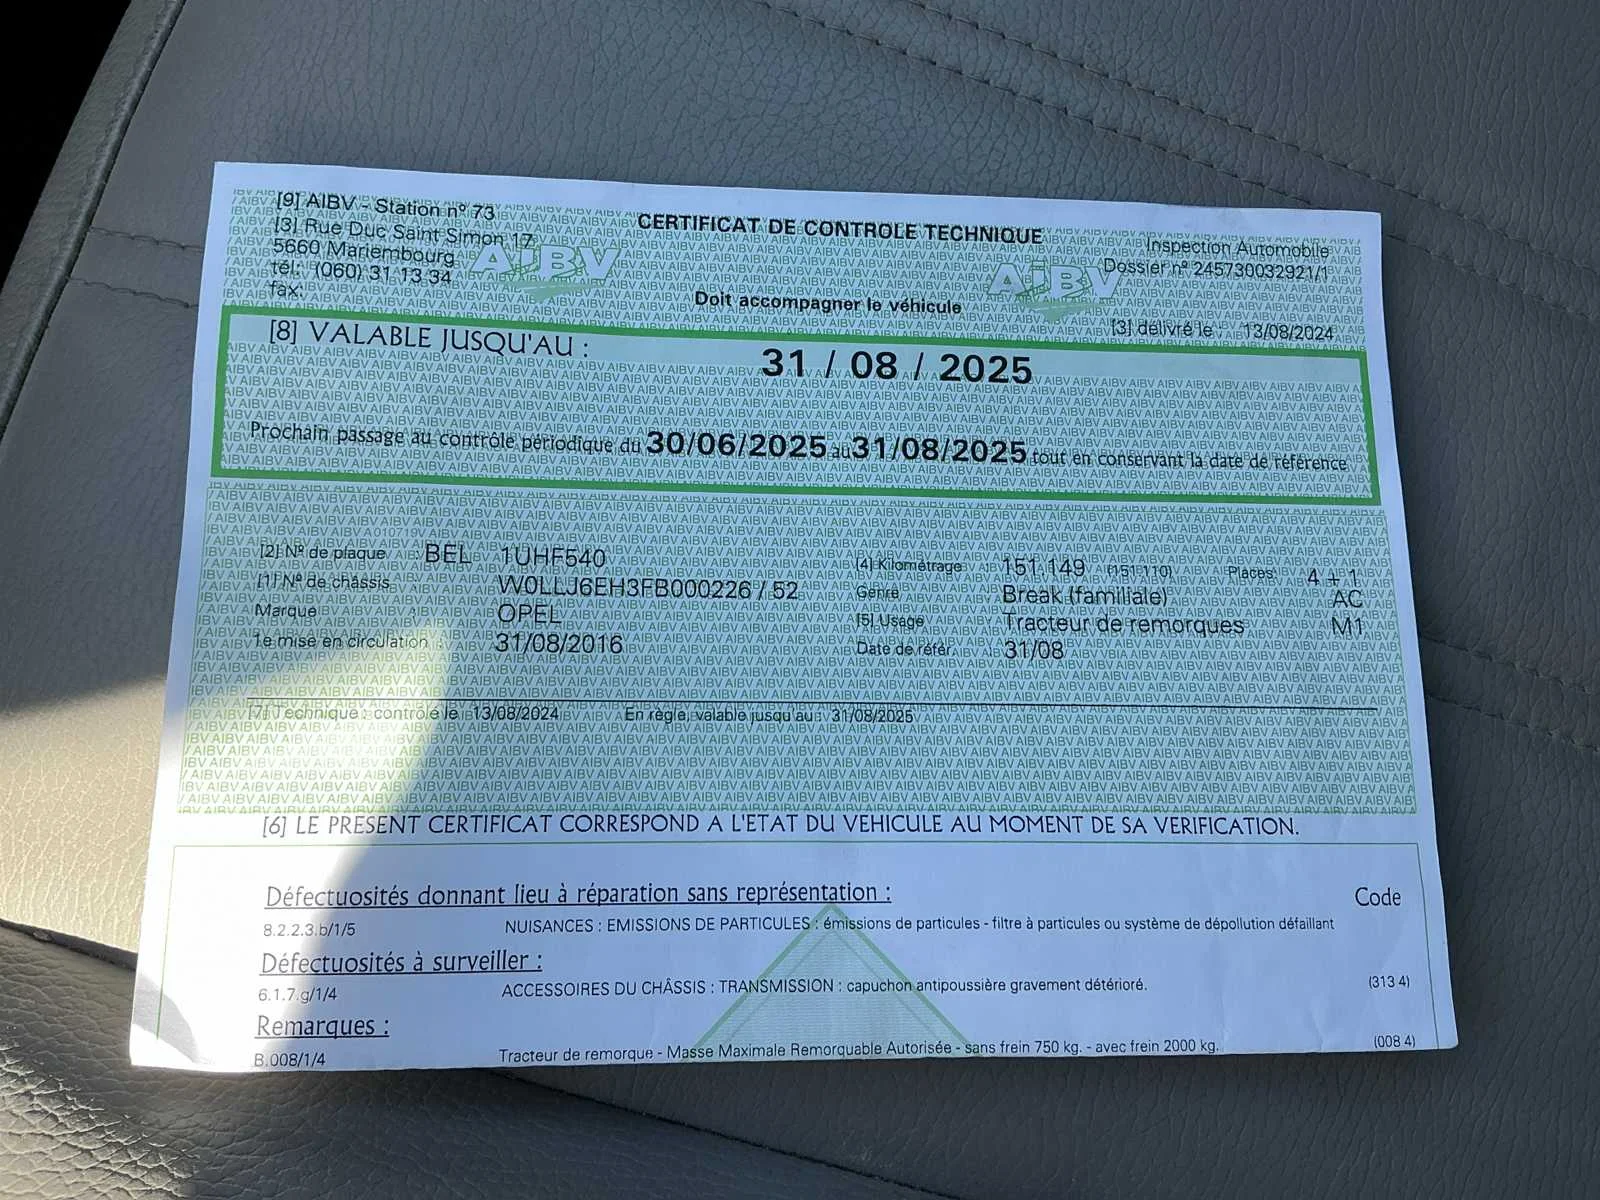 [9] AIBV - Station n° 73
[3] Rue Duc Saint Simon 17
5660 Mariembourg
tél.: (060) 31 13 34
fax.
AIBV
CERTIFICAT DE CONTROLE TECHNIQUE
Doit accompagner le véhicule
AIBV
Inspection Automobile
Dossier n° 245730032921/1
[3] délivré le : 13/08/2024
[8] VALABLE JUSQU'AU : 31 / 08 / 2025
Prochain passage au contrôle périodique du 30/06/2025 au 31/08/2025 tout en conservant la date de référence
[2] N° de plaque : BEL 1UHF540
[1] N° de châssis W0LLJ6EH3FB000226 / 52
Marque : OPEL
1e mise en circulation : 31/08/2016
[4] Kilométrage : 151.149 (151.110) Places: 4 + 1
Genre : Break (familiale) AC
[5] Usage : Tracteur de remorques M1
Date de référ. : 31/08
[7] Technique : contrôle le 13/08/2024 En règle, valable jusqu'au : 31/08/2025
[6] LE PRESENT CERTIFICAT CORRESPOND A L'ETAT DU VEHICULE AU MOMENT DE SA VERIFICATION.
Défectuosités donnant lieu à réparation sans représentation : Code
8.2.2.3.b/1/5 NUISANCES : EMISSIONS DE PARTICULES : émissions de particules - filtre à particules ou système de dépollution défaillant
Défectuosités à surveiller :
6.1.7.g/1/4 ACCESSOIRES DU CHÂSSIS : TRANSMISSION : capuchon antipoussière gravement détérioré. (313 4)
Remarques :
B.008/1/4 Tracteur de remorque - Masse Maximale Remorquable Autorisée - sans frein 750 kg. - avec frein 2000 kg. (008 4)